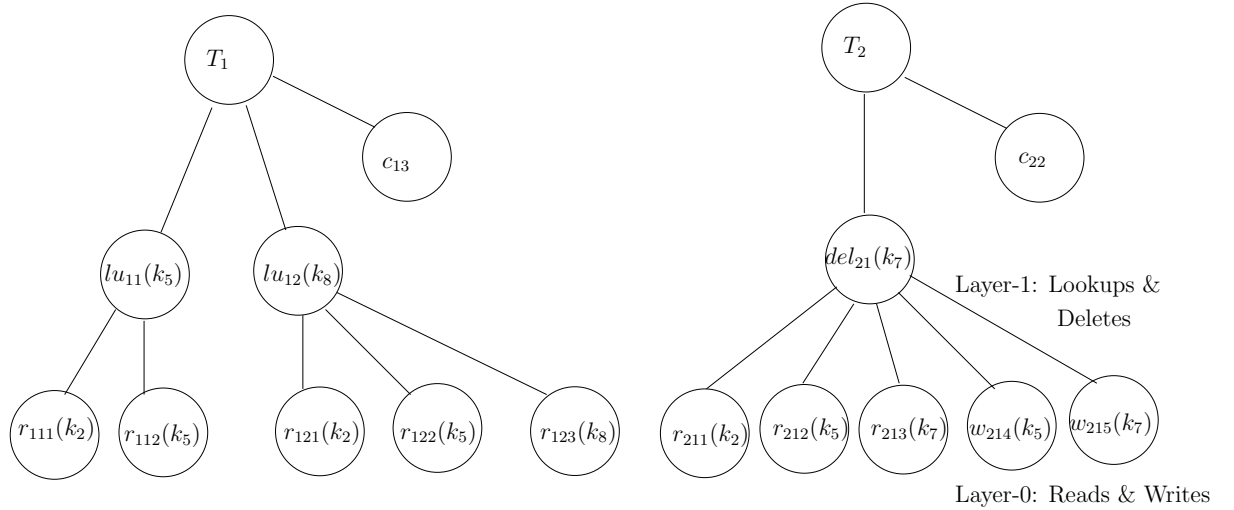 T₁
T₂
c₁₃
c₂₂
lu₁₁(k₅)
lu₁₂(k₈)
del₂₁(k₇)
Layer-1: Lookups &
Deletes
r₁₁₁(k₂)
r₁₁₂(k₅)
r₁₂₁(k₂)
r₁₂₂(k₅)
r₁₂₃(k₈)
r₂₁₁(k₂)
r₂₁₂(k₅)
r₂₁₃(k₇)
w₂₁₄(k₅)
w₂₁₅(k₇)
Layer-0: Reads & Writes